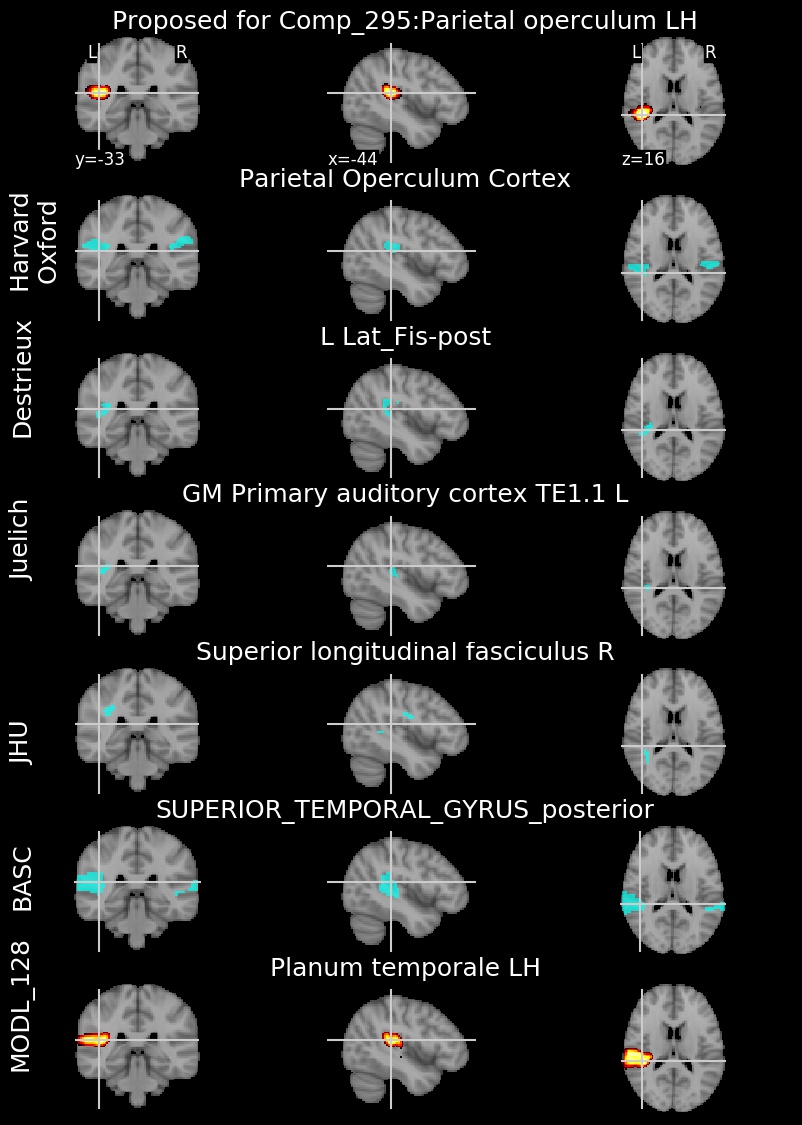 Proposed for Comp_295:Parietal operculum LH
L R L R
y=-33 x=-44 z=16
Parietal Operculum Cortex
Harvard
Oxford
L Lat_Fis-post
Destrieux
GM Primary auditory cortex TE1.1 L
Juelich
Superior longitudinal fasciculus R
JHU
SUPERIOR_TEMPORAL_GYRUS_posterior
BASC
Planum temporale LH
MODL_128